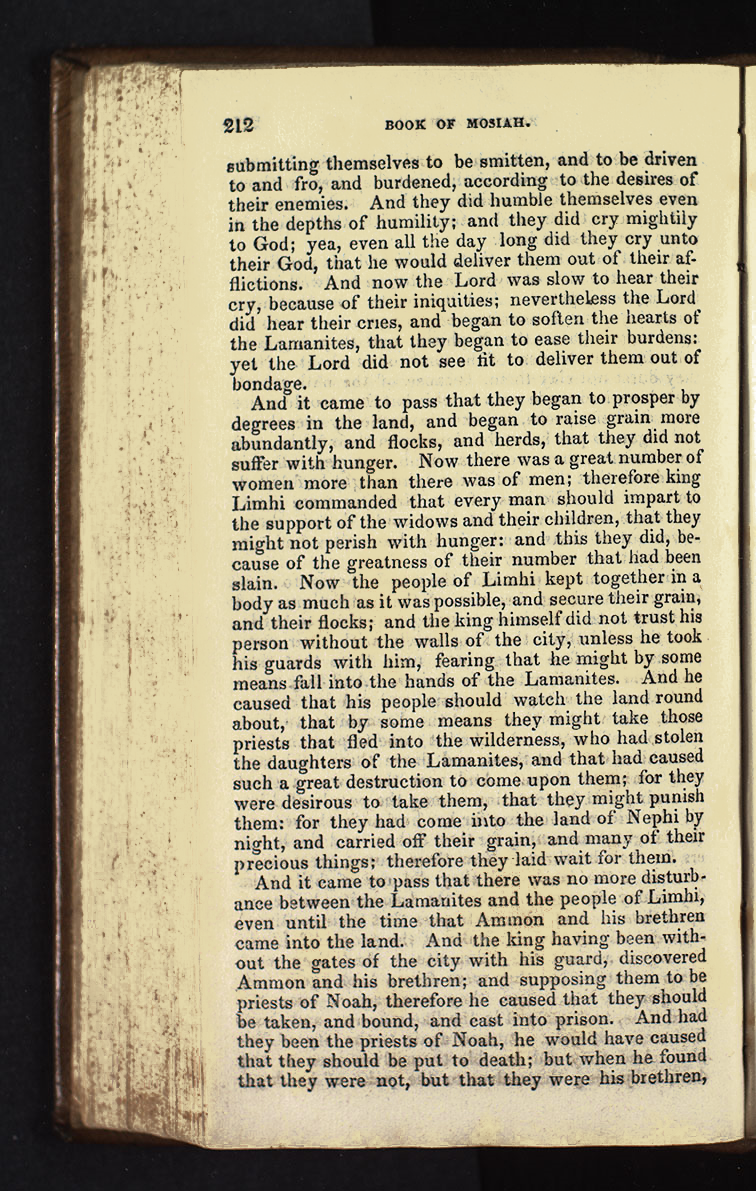 212 BOOK OF MOSIAH.
submitting themselves to be smitten, and to be driven
to and fro, and burdened, according to the desires of
their enemies. And they did humble themselves even
in the depths of humility; and they did cry mightily
to God; yea, even all the day long did they cry unto
their God, that he would deliver them out of their af-
flictions. And now the Lord was slow to hear their
cry, because of their iniquities; nevertheless the Lord
did hear their cries, and began to soften the hearts of
the Lamanites, that they began to ease their burdens:
yet the Lord did not see fit to deliver them out of
bondage.
And it came to pass that they began to prosper by
degrees in the land, and began to raise grain more
abundantly, and flocks, and herds, that they did not
suffer with hunger. Now there was a great number of
women more than there was of men; therefore king
Limhi commanded that every man should impart to
the support of the widows and their children, that they
might not perish with hunger: and this they did, be-
cause of the greatness of their number that had been
slain. Now the people of Limhi kept together in a
body as much as it was possible, and secure their grain,
and their flocks; and the king himself did not trust his
person without the walls of the city, unless he took
his guards with him, fearing that he might by some
means fall into the hands of the Lamanites. And he
caused that his people should watch the land round
about, that by some means they might take those
priests that fled into the wilderness, who had stolen
the daughters of the Lamanites, and that had caused
such a great destruction to come upon them; for they
were desirous to take them, that they might punish
them: for they had come into the land of Nephi by
night, and carried off their grain, and many of their
precious things; therefore they laid wait for them.
And it came to pass that there was no more disturb-
ance between the Lamanites and the people of Limhi,
even until the time that Ammon and his brethren
came into the land. And the king having been with-
out the gates of the city with his guard, discovered
Ammon and his brethren; and supposing them to be
priests of Noah, therefore he caused that they should
be taken, and bound, and cast into prison. And had
they been the priests of Noah, he would have caused
that they should be put to death; but when he found
that they were not, but that they were his brethren,